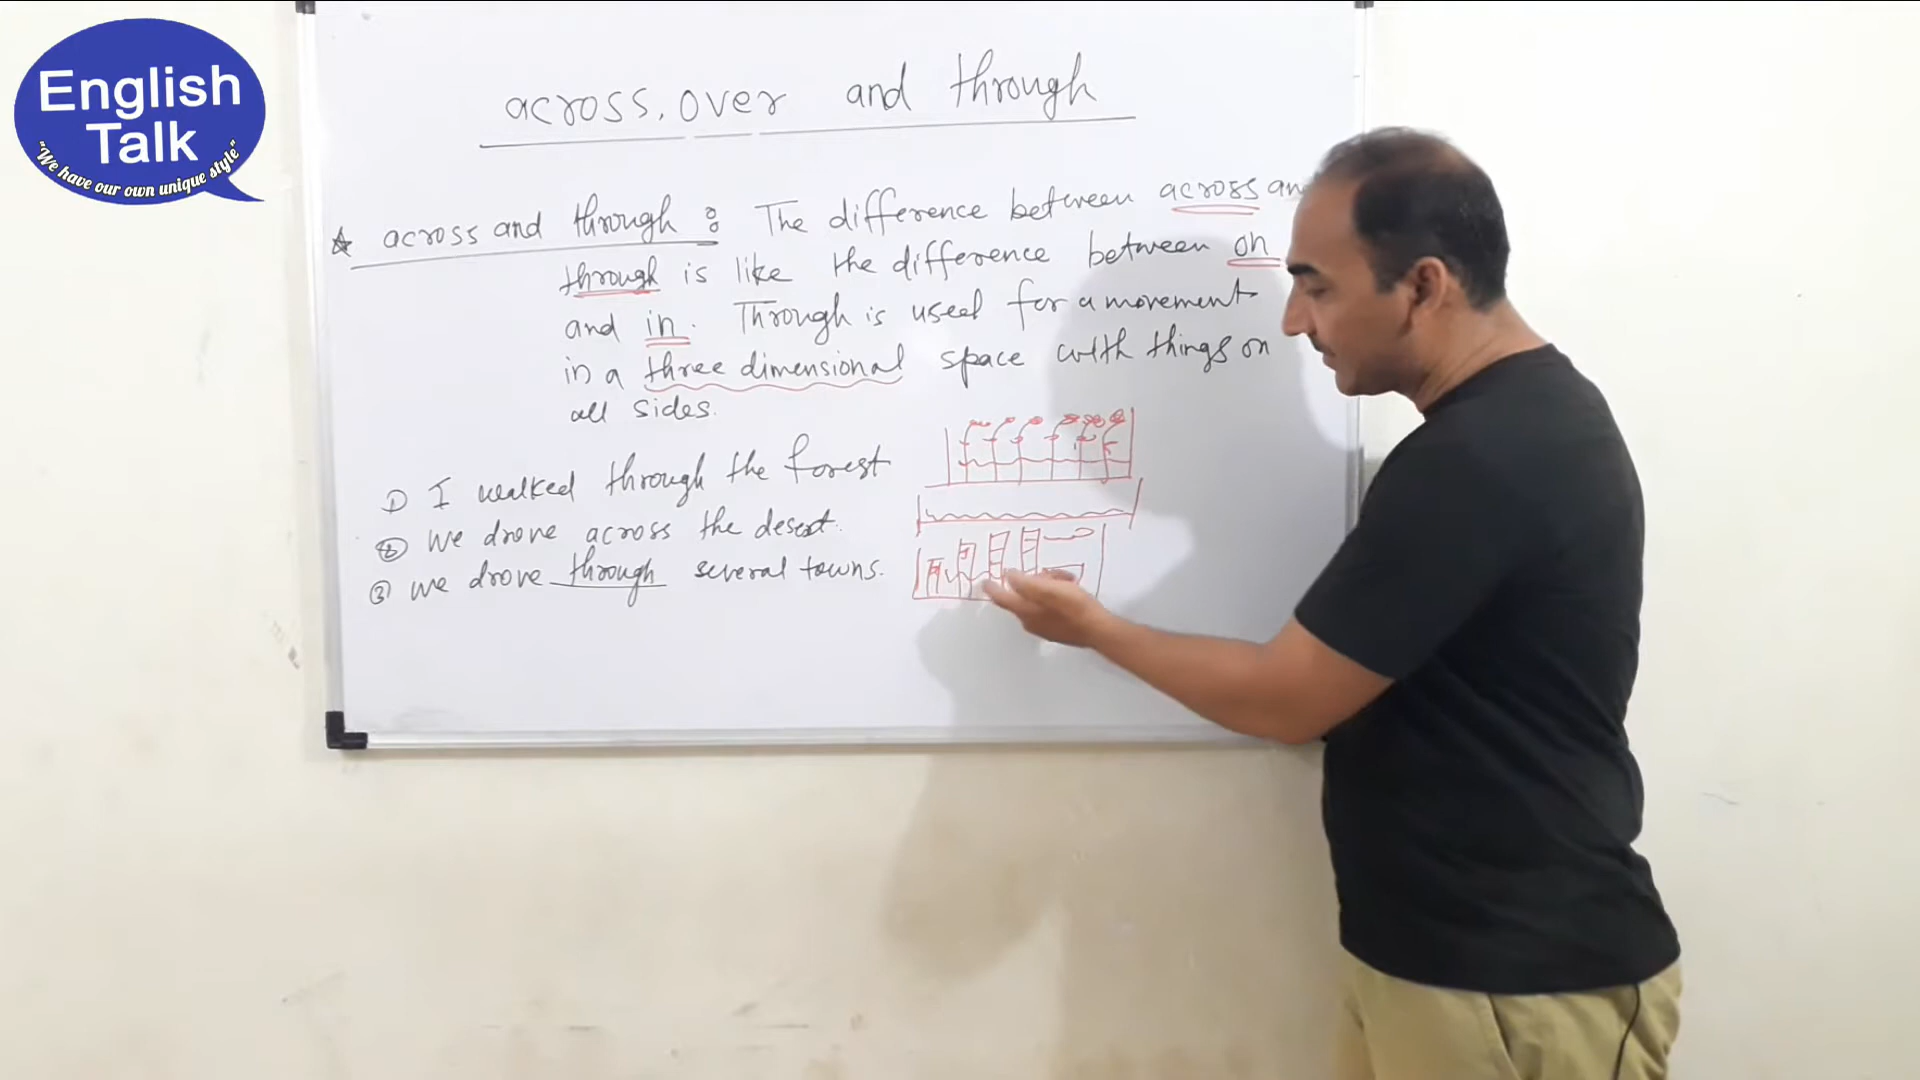 English
Talk
"We have our own unique style"
across, over and through
across and through : The difference between across an
through is like the difference between on
and in. Through is used for a movement
in a three dimensional space with things on
all sides.
① I walked through the forest
② We drove across the desert.
③ We drove through several towns.